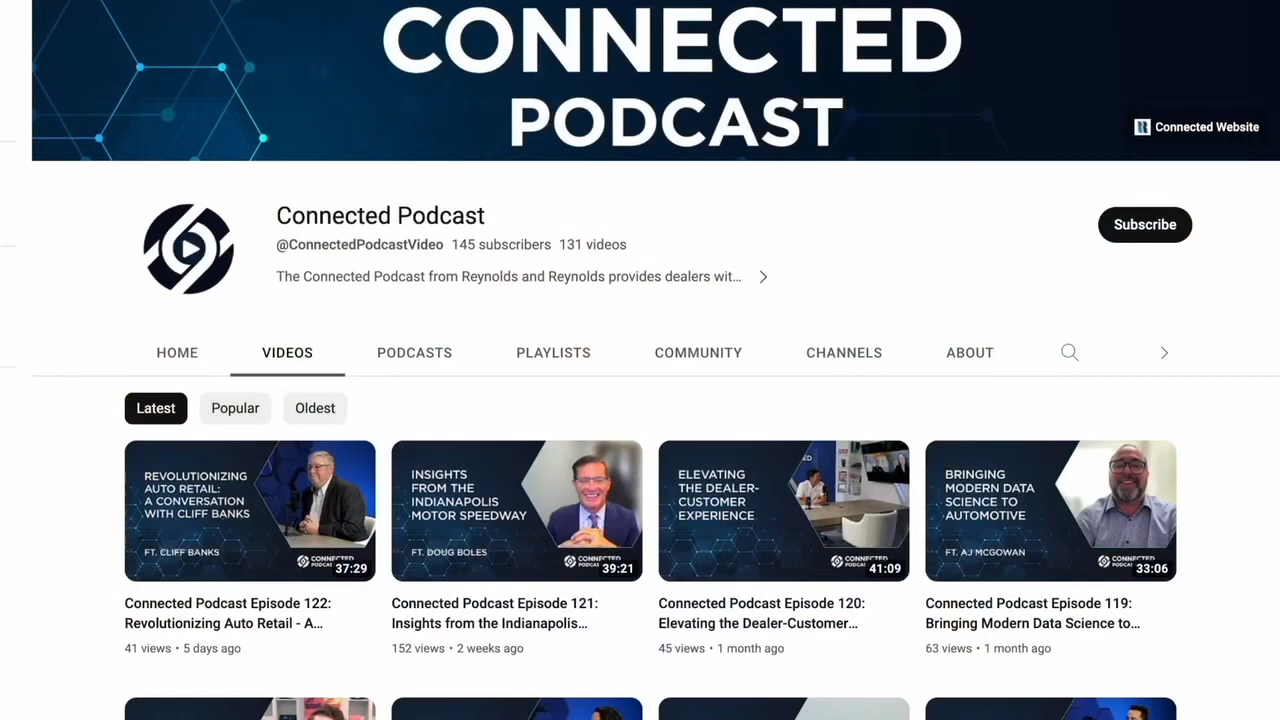 CONNECTED
PODCAST
Connected Website
Connected Podcast
@ConnectedPodcastVideo 145 subscribers 131 videos
The Connected Podcast from Reynolds and Reynolds provides dealers wit...
Subscribe
HOME VIDEOS PODCASTS PLAYLISTS COMMUNITY CHANNELS ABOUT
Latest Popular Oldest
REVOLUTIONIZING
AUTO RETAIL:
A CONVERSATION
WITH CLIFF BANKS
FT. CLIFF BANKS
CONNECTED
37:29
INSIGHTS
FROM THE
INDIANAPOLIS
MOTOR SPEEDWAY
FT. DOUG BOLES
CONNECTED
39:21
ELEVATING
THE DEALER-
CUSTOMER
EXPERIENCE
CONNECTED
41:09
BRINGING
MODERN DATA
SCIENCE TO
AUTOMOTIVE
FT. AJ MCGOWAN
CONNECTED
33:06
Connected Podcast Episode 122:
Revolutionizing Auto Retail - A...
41 views • 5 days ago
Connected Podcast Episode 121:
Insights from the Indianapolis...
152 views • 2 weeks ago
Connected Podcast Episode 120:
Elevating the Dealer-Customer...
45 views • 1 month ago
Connected Podcast Episode 119:
Bringing Modern Data Science to...
63 views • 1 month ago